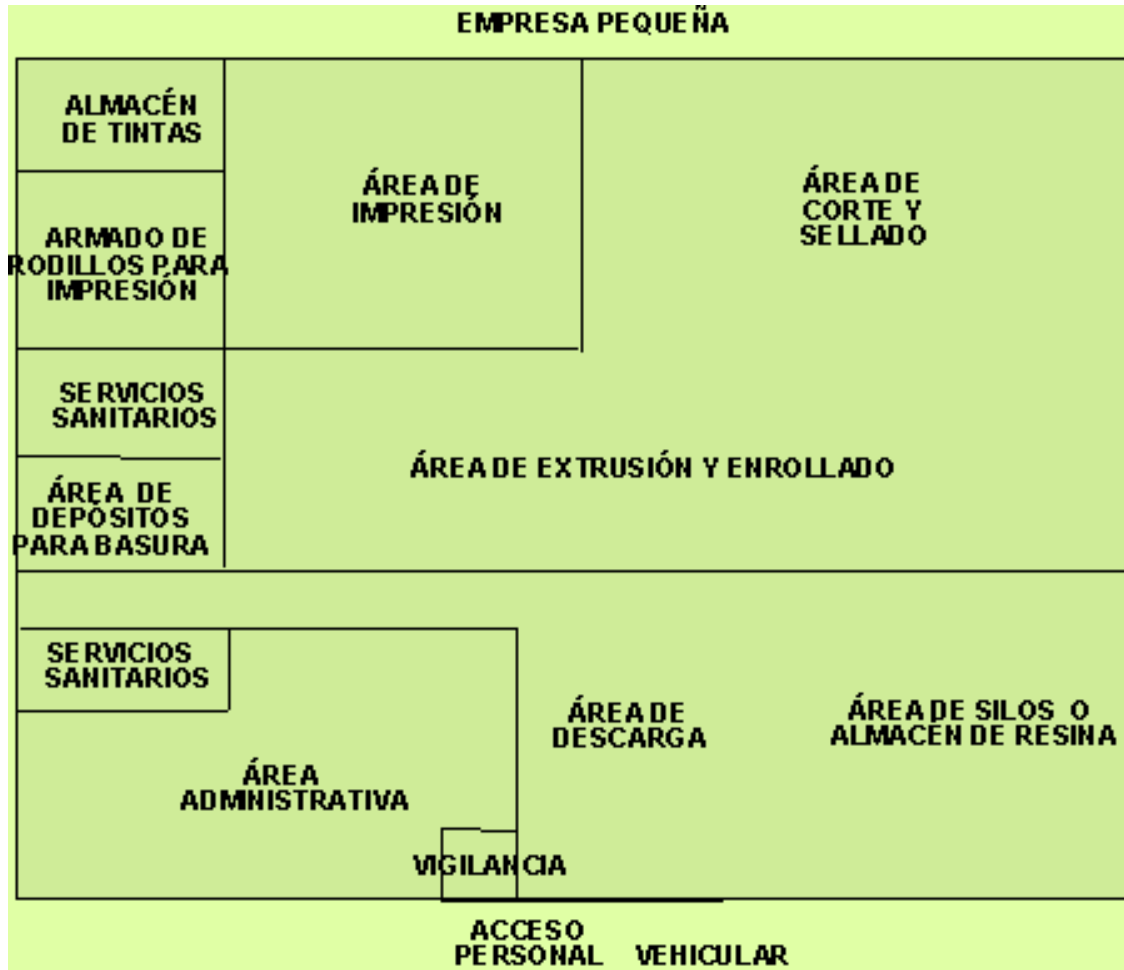 EMPRESA PEQUEÑA
ALMACÉN
DE TINTAS
ÁREA DE
IMPRESIÓN
ÁREA DE
CORTE Y
SELLADO
ARMADO DE
RODILLOS PARA
IMPRESIÓN
SERVICIOS
SANITARIOS
ÁREA DE EXTRUSIÓN Y ENROLLADO
ÁREA DE
DEPÓSITOS
PARA BASURA
SERVICIOS
SANITARIOS
ÁREA DE
DESCARGA
ÁREA DE SILOS O
ALMACÉN DE RESINA
ÁREA
ADMINISTRATIVA
VIGILANCIA
ACCESO
PERSONAL VEHICULAR